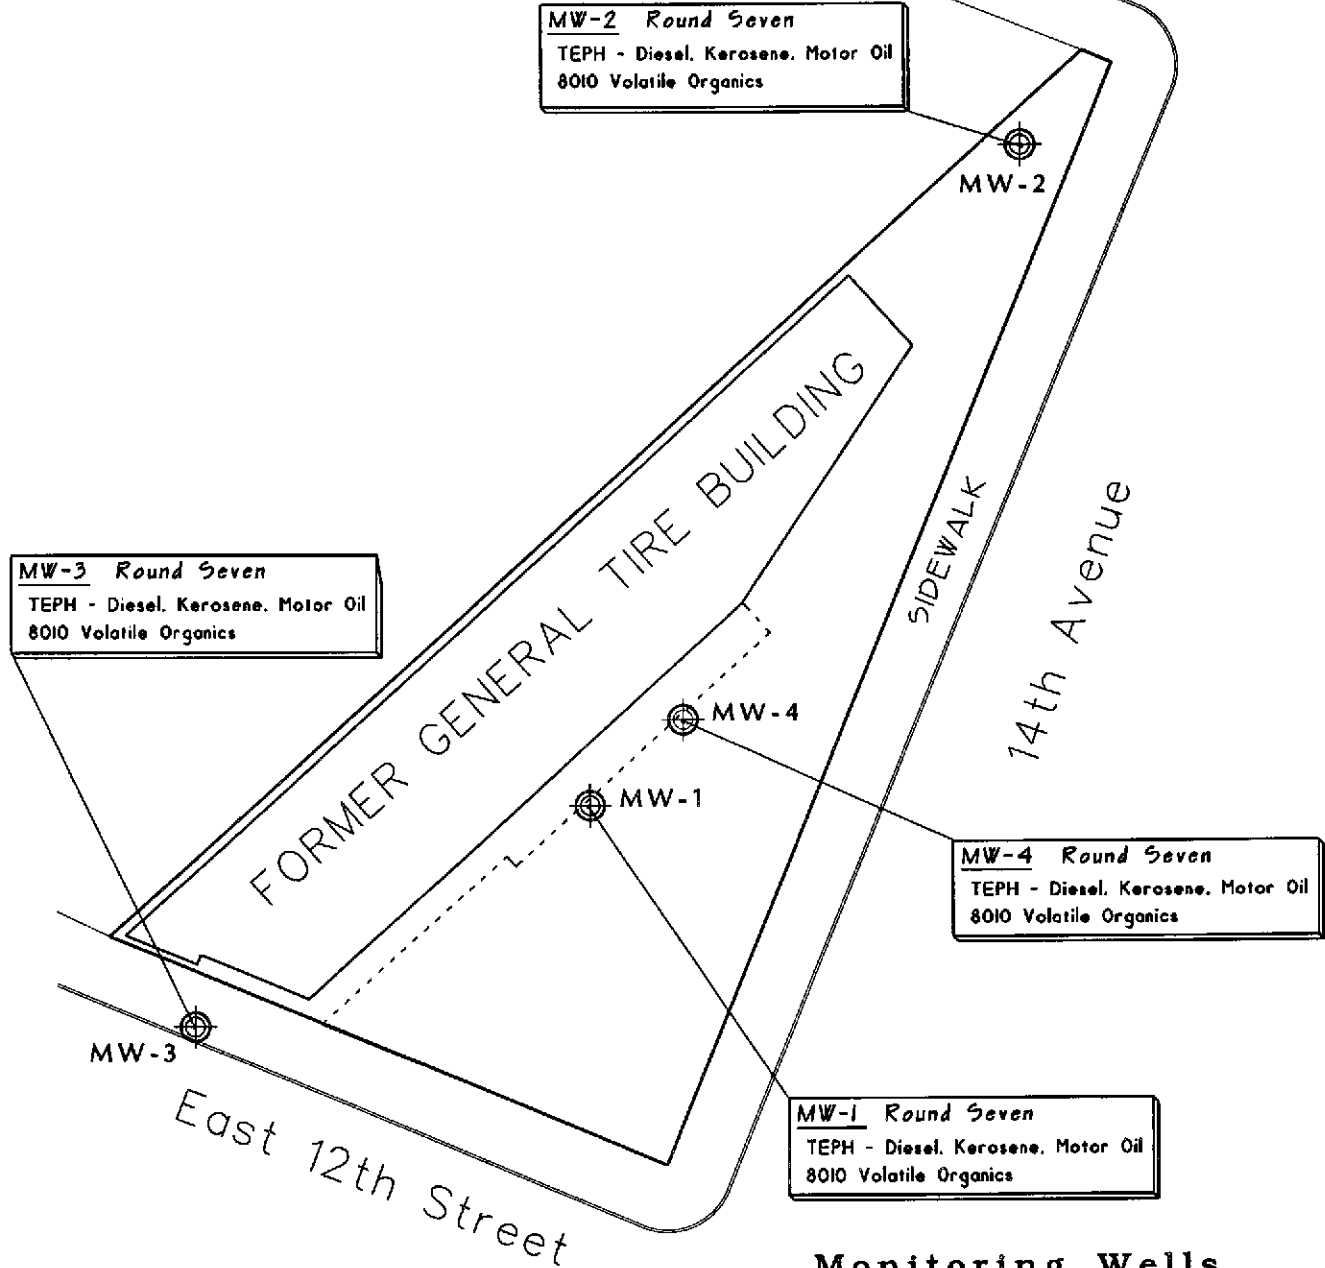 MW-2 Round Seven
TEPH - Diesel, Kerosene, Motor Oil
8010 Volatile Organics
MW-2
FORMER GENERAL TIRE BUILDING
SIDEWALK
14th Avenue
MW-3 Round Seven
TEPH - Diesel, Kerosene, Motor Oil
8010 Volatile Organics
MW-4
MW-1
MW-4 Round Seven
TEPH - Diesel, Kerosene, Motor Oil
8010 Volatile Organics
MW-3
East 12th Street
MW-1 Round Seven
TEPH - Diesel, Kerosene, Motor Oil
8010 Volatile Organics
Monitoring Wells